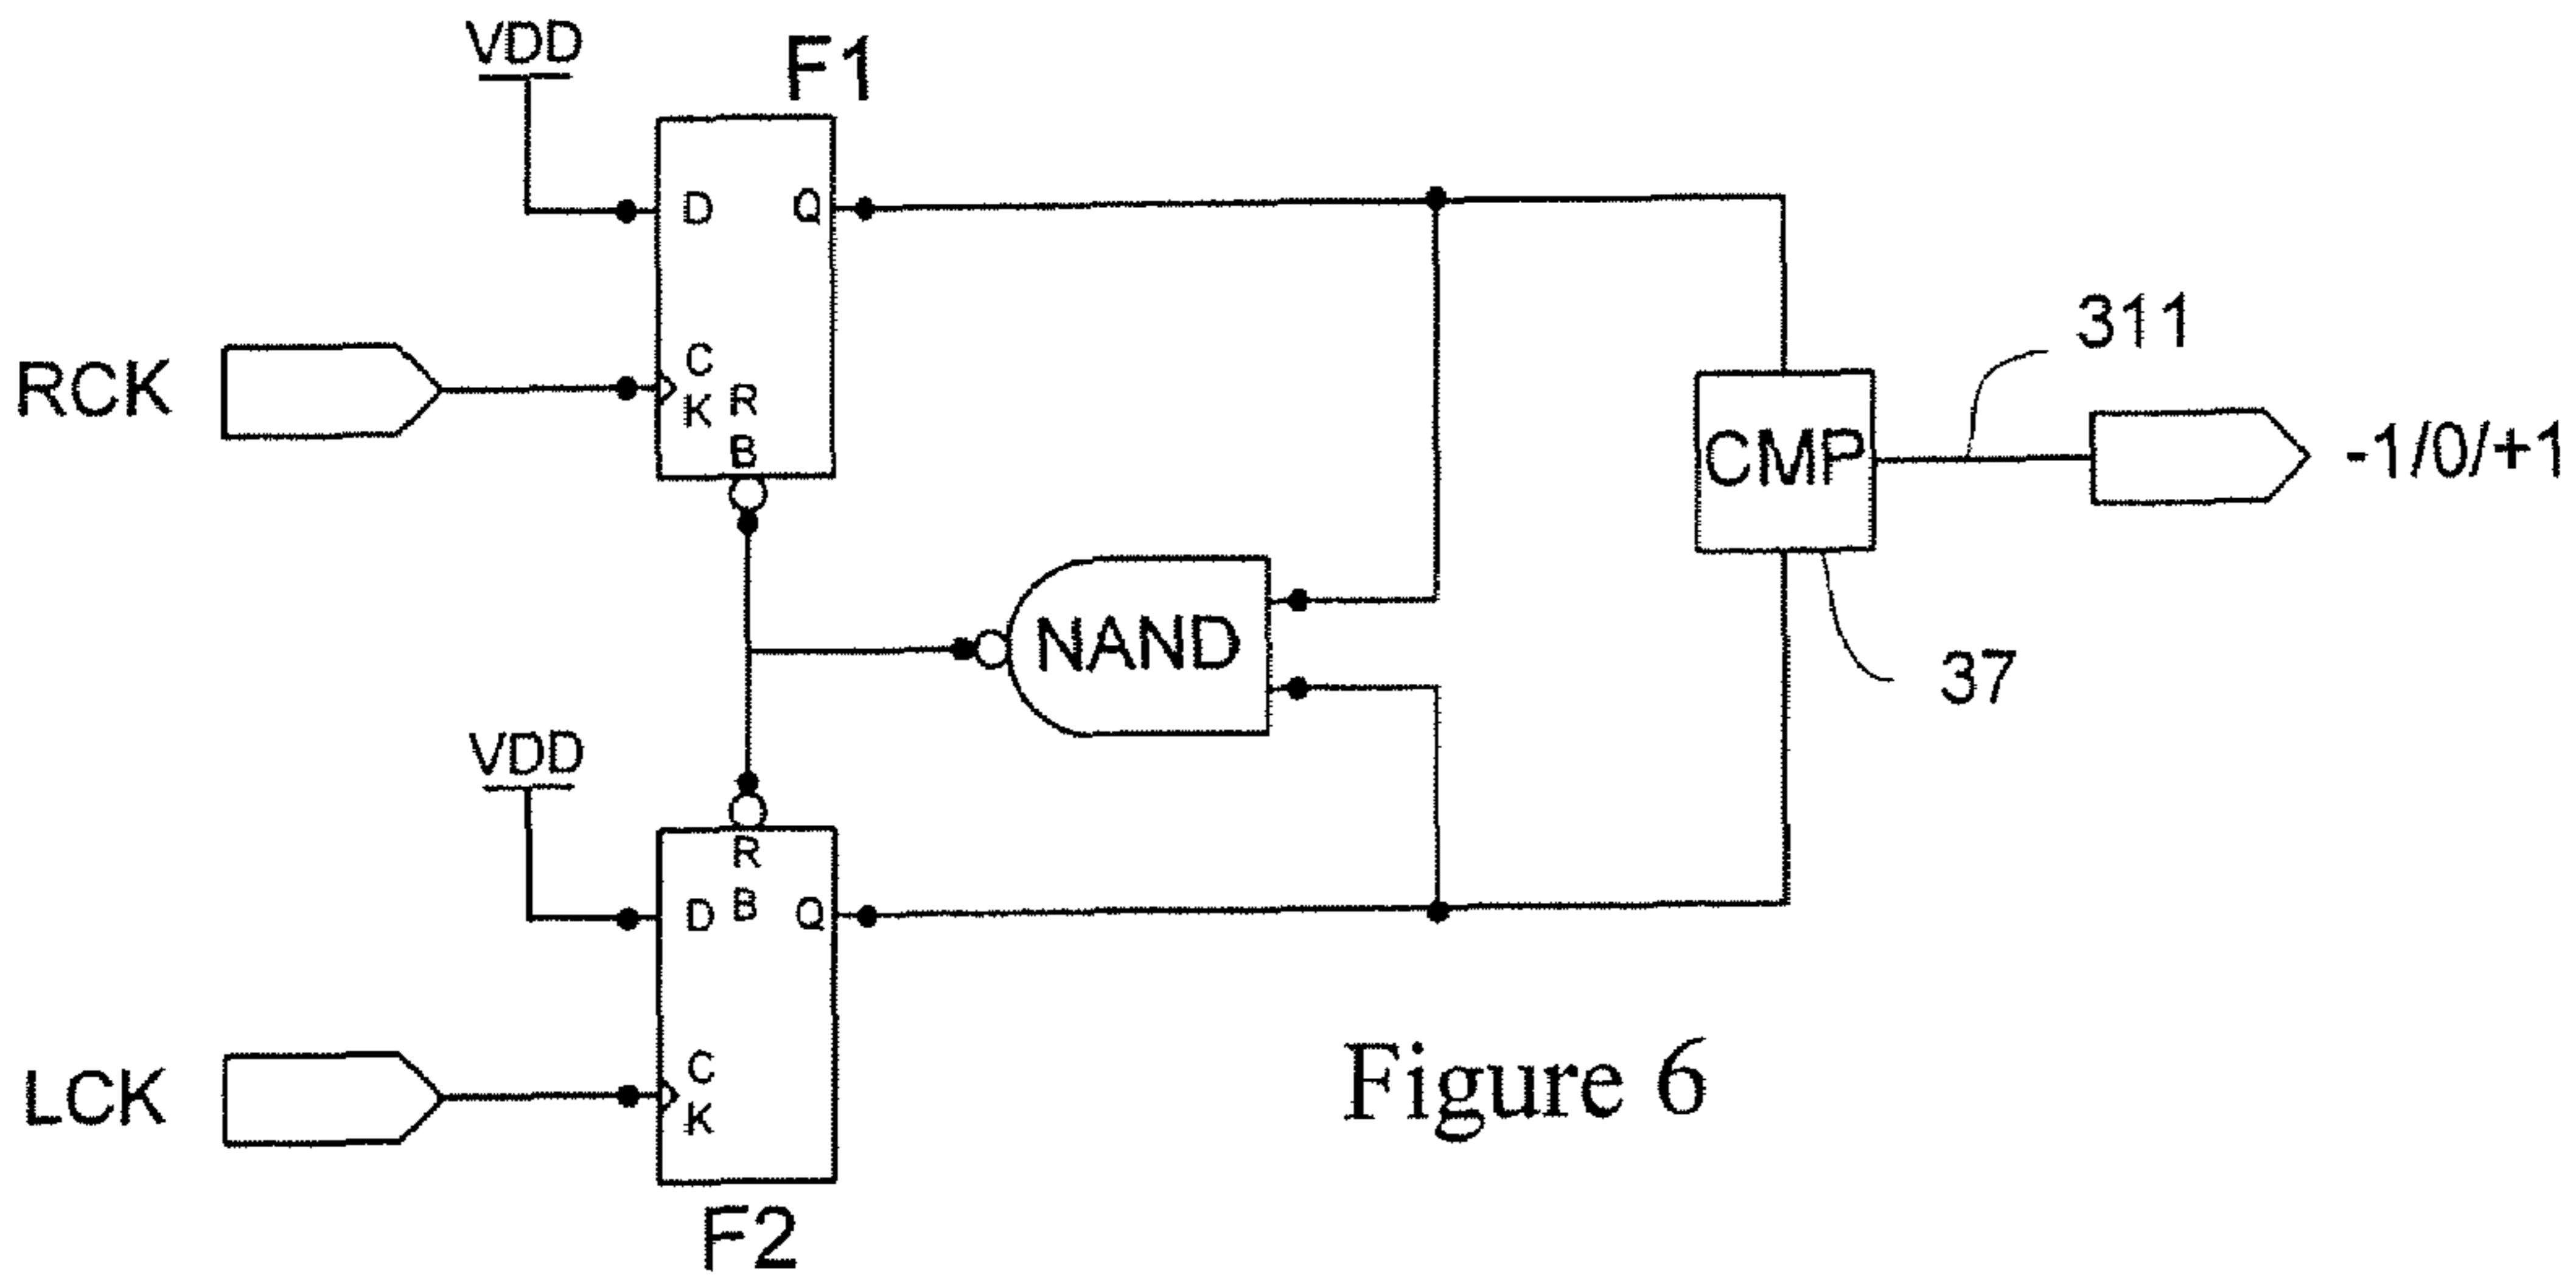 VDD
F1
D
Q
RCK
C
K
R
B
311
CMP
-1/0/+1
NAND
37
VDD
R
B
D
Q
LCK
C
K
F2
Figure 6